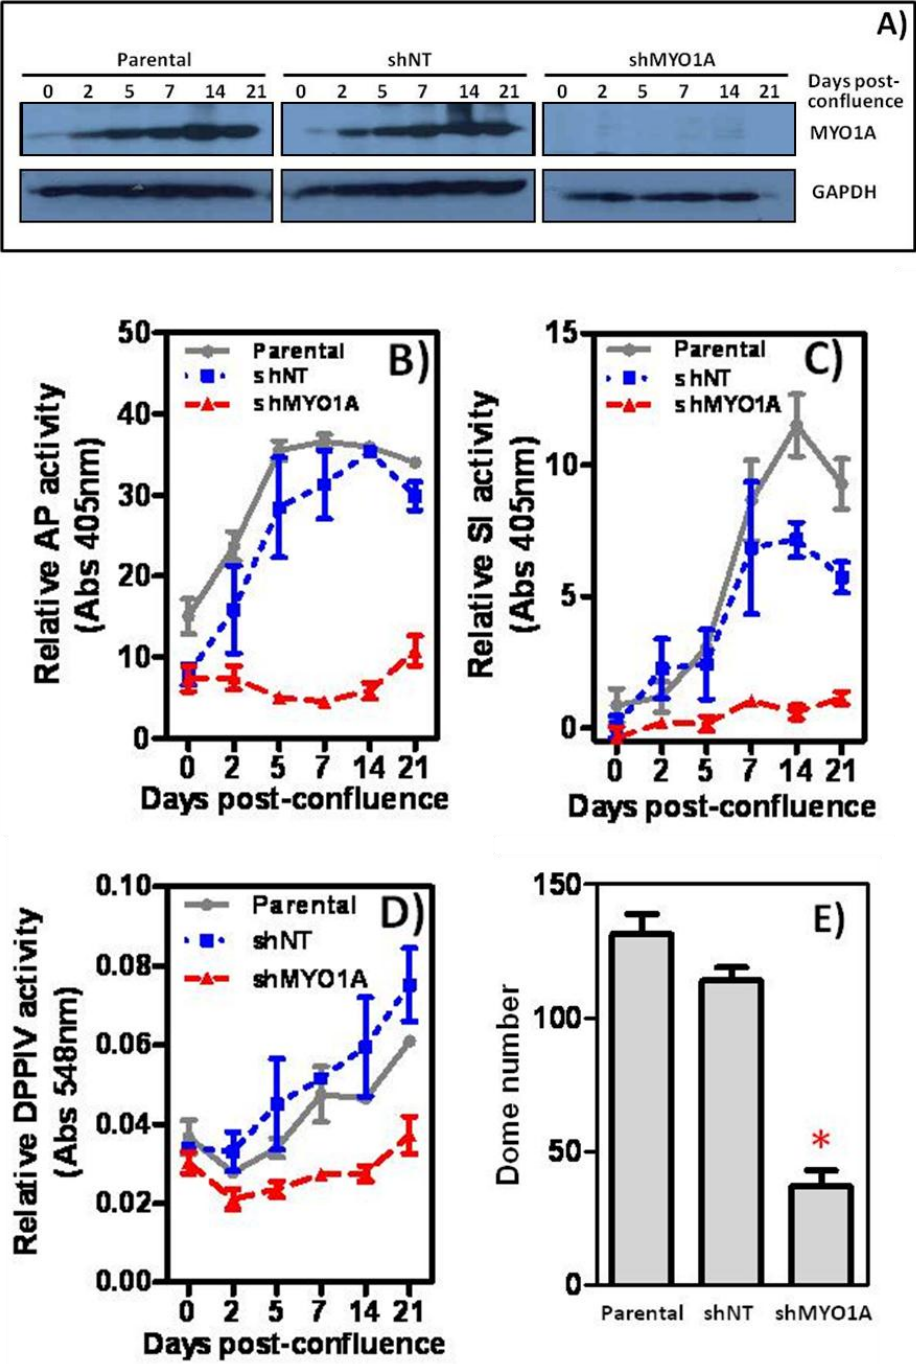 A)
Parental shNT shMYO1A
0 2 5 7 14 21 0 2 5 7 14 21 0 2 5 7 14 21 Days post-
confluence
MYO1A
GAPDH
B)
Parental
shNT
shMYO1A
Relative AP activity
(Abs 405nm)
50
40
30
20
10
0
0 2 5 7 14 21
Days post-confluence
C)
Parental
shNT
shMYO1A
Relative SI activity
(Abs 405nm)
15
10
5
0
0 2 5 7 14 21
Days post-confluence
D)
Parental
shNT
shMYO1A
Relative DPPIV activity
(Abs 548nm)
0.10
0.08
0.06
0.04
0.02
0.00
0 2 5 7 14 21
Days post-confluence
E)
Dome number
150
100
50
0
*
Parental shNT shMYO1A